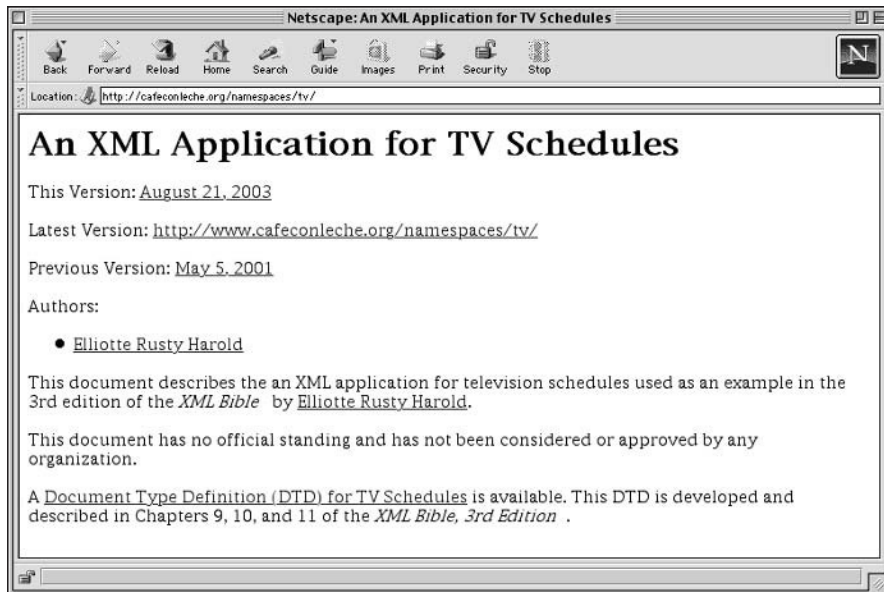 Netscape: An XML Application for TV Schedules
Back Forward Reload Home Search Guide Images Print Security Stop
N
Location: http://cafeconleche.org/namespaces/tv/
An XML Application for TV Schedules
This Version: August 21, 2003
Latest Version: http://www.cafeconleche.org/namespaces/tv/
Previous Version: May 5, 2001
Authors:
• Elliotte Rusty Harold
This document describes the an XML application for television schedules used as an example in the
3rd edition of the XML Bible by Elliotte Rusty Harold.
This document has no official standing and has not been considered or approved by any
organization.
A Document Type Definition (DTD) for TV Schedules is available. This DTD is developed and
described in Chapters 9, 10, and 11 of the XML Bible, 3rd Edition .